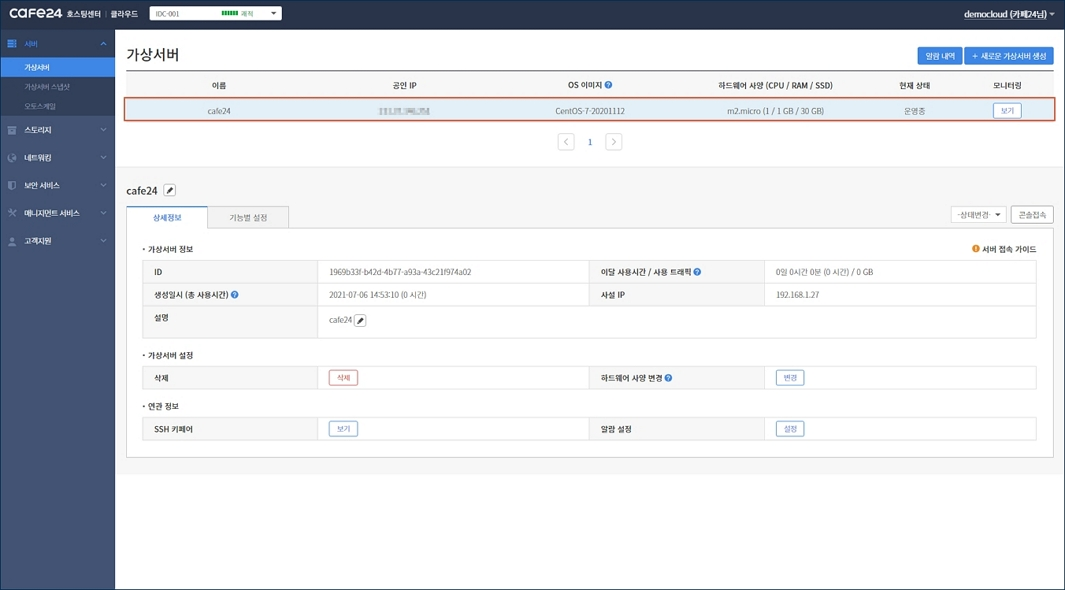 cafe24 호스팅센터 | 클라우드 IDC-001 쾌적 democloud (카페24님)
서버
가상서버
가상서버 스냅샷
오토스케일
스토리지
네트워킹
보안 서비스
매니지먼트 서비스
고객지원
가상서버
알람 내역 + 새로운 가상서버 생성
이름 공인 IP OS 이미지 하드웨어 사양 (CPU / RAM / SSD) 현재 상태 모니터링
cafe24 CentOS-7-20201112 m2.micro (1 / 1 GB / 30 GB) 운영중 보기
1
cafe24
상세정보 기능별 설정 -상태변경- 콘솔접속
• 가상서버 정보 서버 접속 가이드
ID 1969b33f-b42d-4b77-a93a-43c21f974a02 이달 사용시간 / 사용 트래픽 0일 0시간 0분 (0 시간) / 0 GB
생성일시 (총 사용시간) 2021-07-06 14:53:10 (0 시간) 사설 IP 192.168.1.27
설명 cafe24
• 가상서버 설정
삭제 삭제 하드웨어 사양 변경 변경
• 연관 정보
SSH 키페어 보기 알람 설정 설정